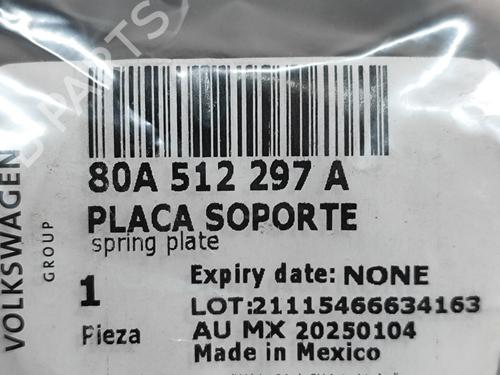 80A 512 297 A
PLACA SOPORTE
spring plate
1
Pieza
Expiry date: NONE
LOT:21115466634163
AU MX 20250104
Made in Mexico
VOLKSWAGEN
GROUP